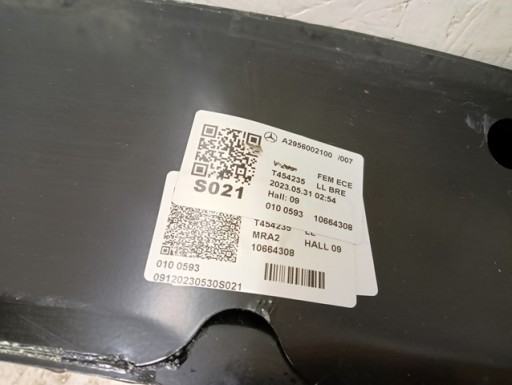 A2956002100 /007
FEM ECE
T454235 LL BRE
2023.05.31 02:54
Hall: 09
010 0593 10664308
S021
T454235
MRA2 HALL 09
10664308
010 0593
09120230530S021